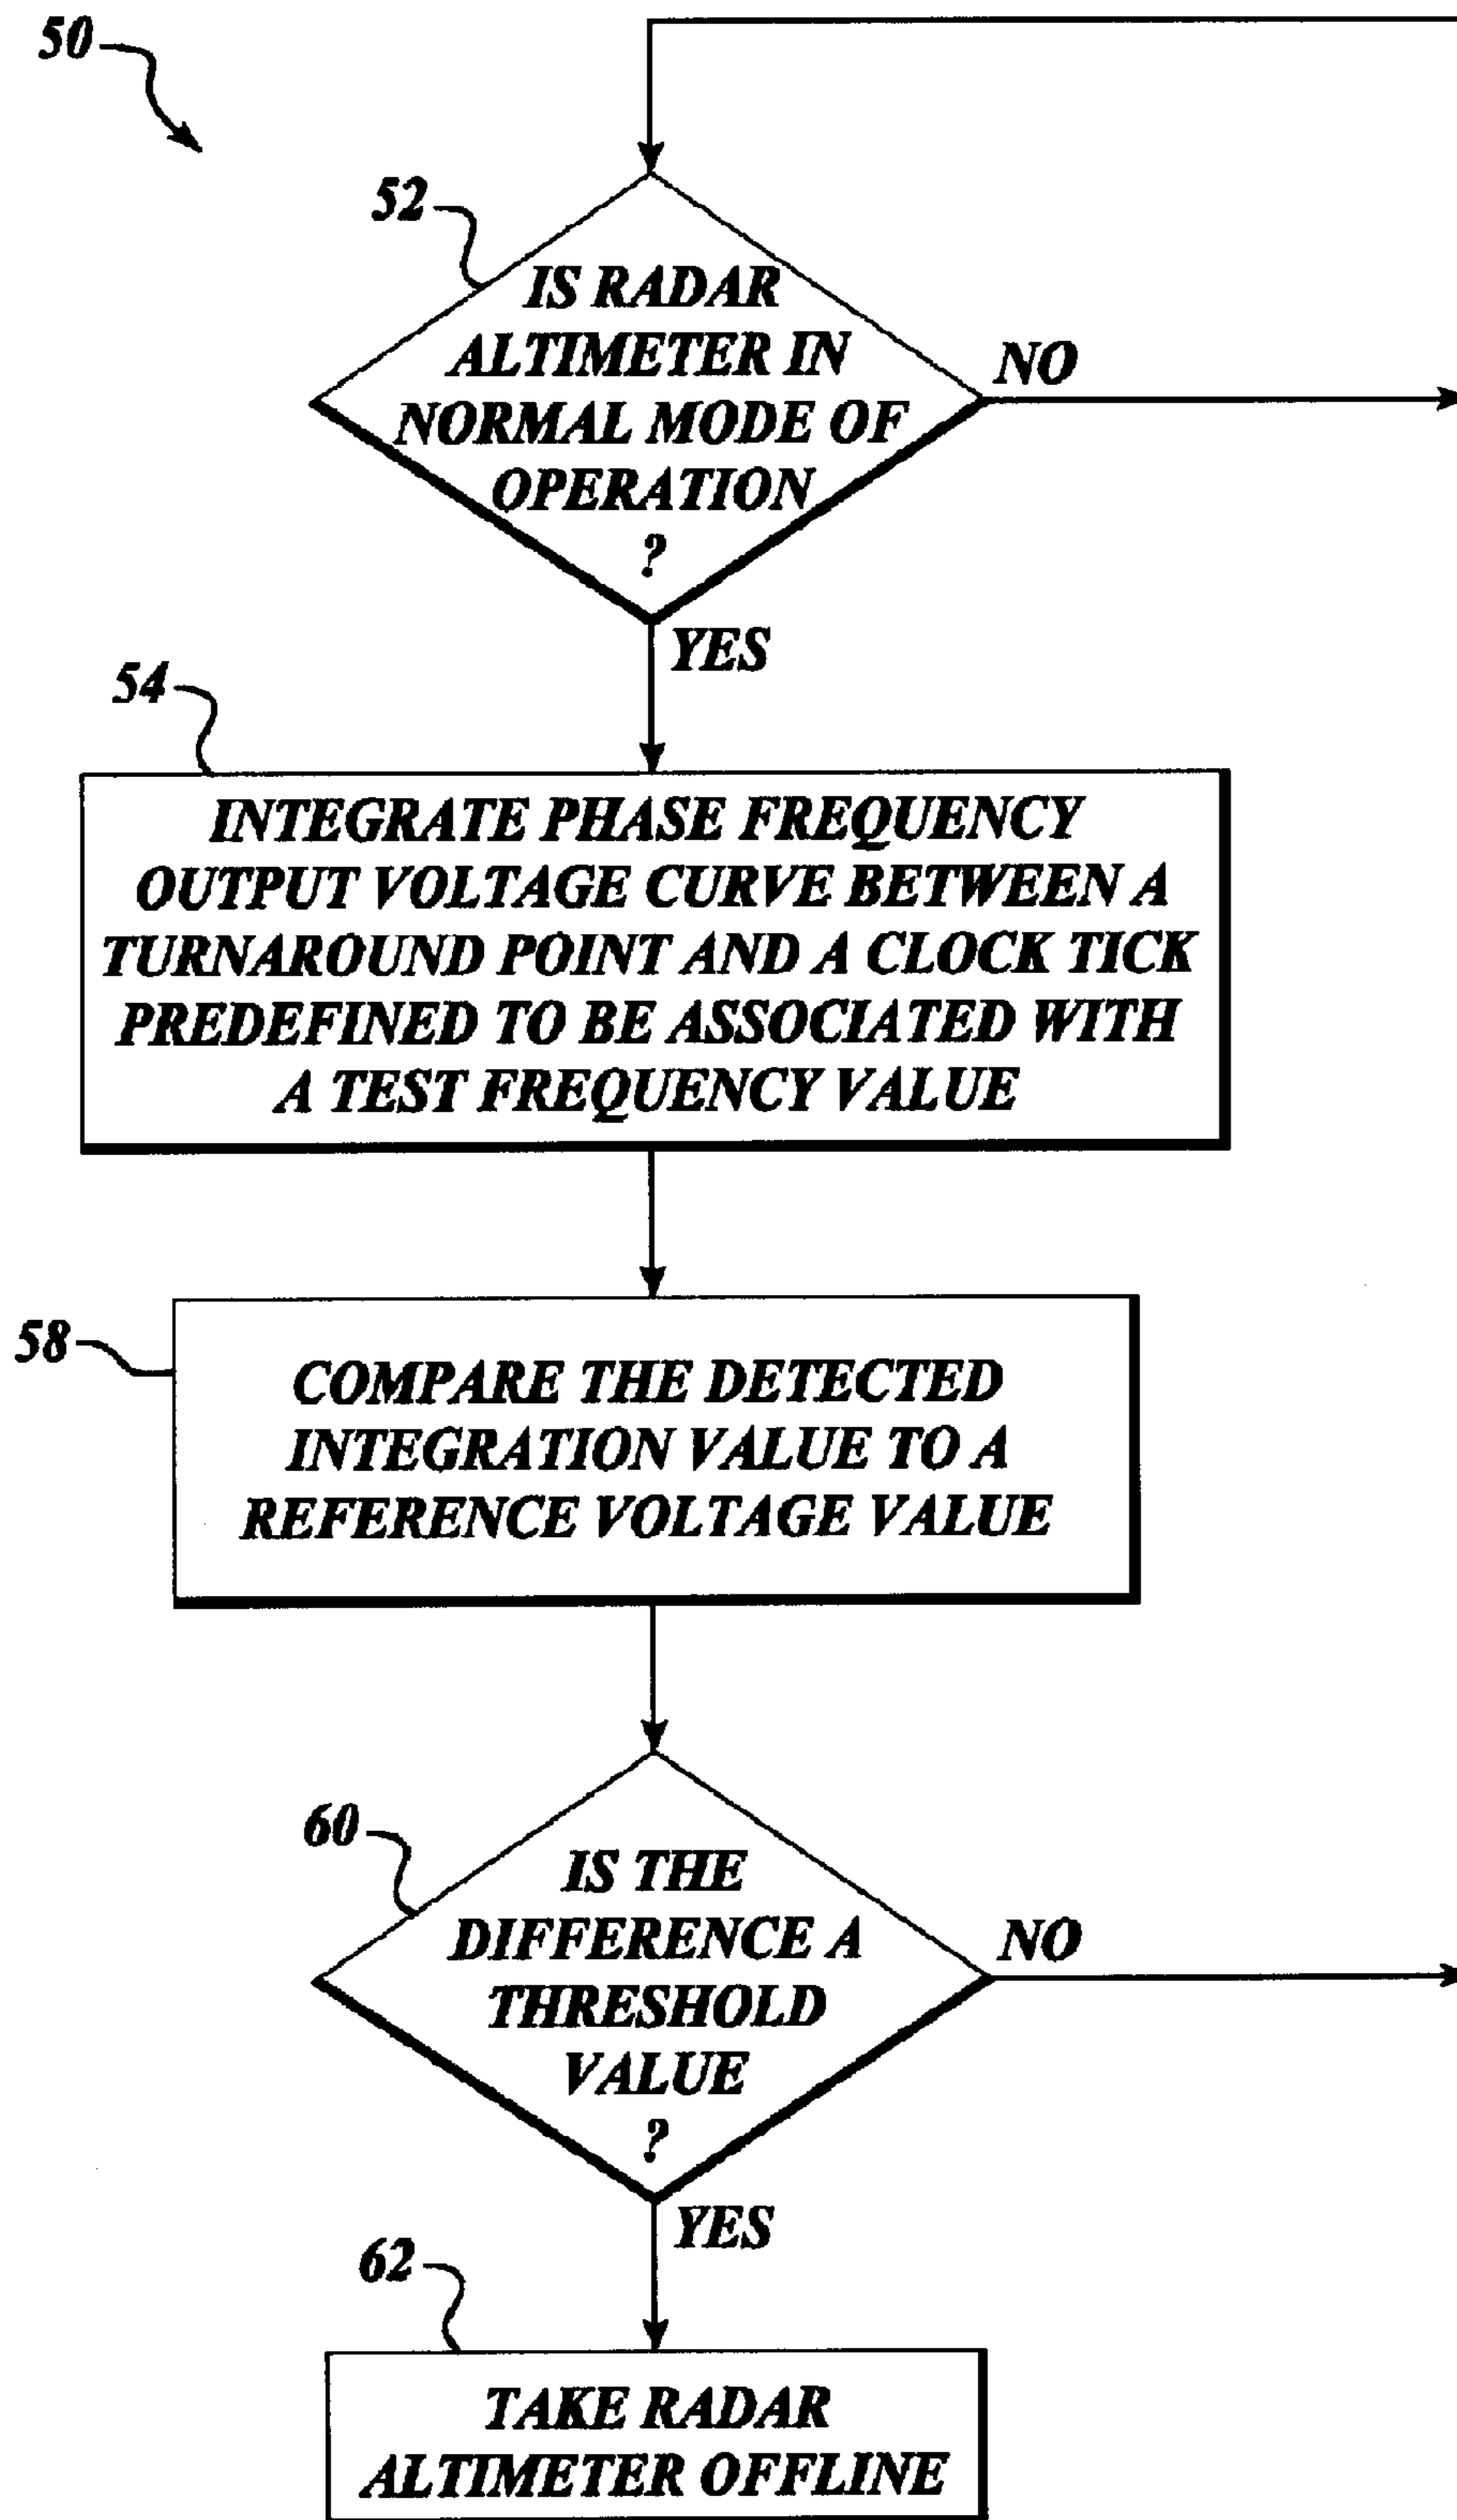 50
52
IS RADAR
ALTIMETER IN
NORMAL MODE OF
OPERATION
?
NO
YES
54
INTEGRATE PHASE FREQUENCY
OUTPUT VOLTAGE CURVE BETWEEN A
TURNAROUND POINT AND A CLOCK TICK
PREDEFINED TO BE ASSOCIATED WITH
A TEST FREQUENCY VALUE
58
COMPARE THE DETECTED
INTEGRATION VALUE TO A
REFERENCE VOLTAGE VALUE
60
IS THE
DIFFERENCE A
THRESHOLD
VALUE
?
NO
YES
62
TAKE RADAR
ALTIMETER OFFLINE